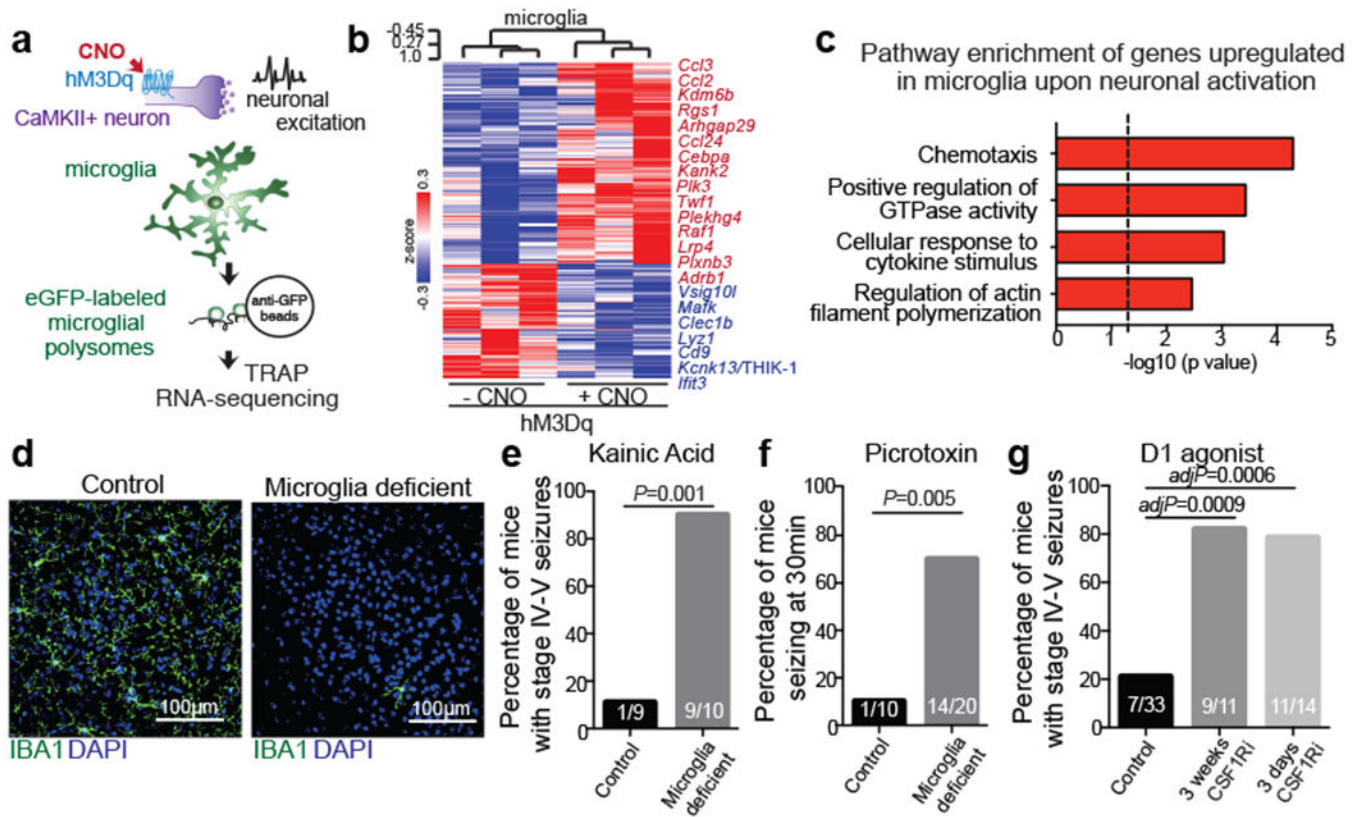 a
CNO
hM3Dq
CaMKII+ neuron
neuronal
excitation
microglia
eGFP-labeled
microglial
polysomes
anti-GFP
beads
TRAP
RNA-sequencing
b
microglia
-0.45
0.27
1.0
z-score
-0.3
0.3
Ccl3
Ccl2
Kdm6b
Rgs1
Arhgap29
Ccl24
Cebpa
Kank2
Plk3
Twf1
Plekhg4
Raf1
Lrp4
Plxnb3
Adrb1
Vsig10l
Mafk
Clec1b
Lyz1
Cd9
Kcnk13/THIK-1
Ifit3
- CNO
+ CNO
hM3Dq
c
Pathway enrichment of genes upregulated
in microglia upon neuronal activation
Chemotaxis
Positive regulation of
GTPase activity
Cellular response to
cytokine stimulus
Regulation of actin
filament polymerization
0 1 2 3 4 5
-log10 (p value)
d
Control
Microglia deficient
100µm
100µm
IBA1 DAPI
IBA1 DAPI
e
Kainic Acid
Percentage of mice
with stage IV-V seizures
100
80
60
40
20
0
P=0.001
1/9
9/10
Control
Microglia
deficient
f
Picrotoxin
Percentage of mice
seizing at 30min
100
80
60
40
20
0
P=0.005
1/10
14/20
Control
Microglia
deficient
g
D1 agonist
Percentage of mice
with stage IV-V seizures
100
80
60
40
20
0
adjP=0.0006
adjP=0.0009
7/33
9/11
11/14
Control
3 weeks
CSF1Ri
3 days
CSF1Ri